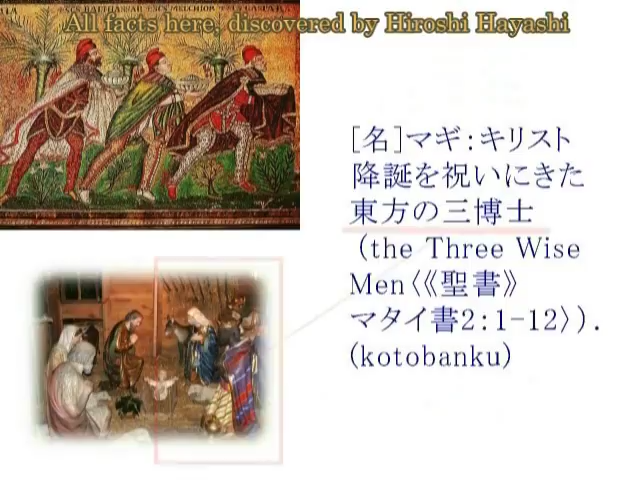 All facts here, discovered by Hiroshi Hayashi
[名]マギ:キリスト
降誕を祝いにきた
東方の三博士
(the Three Wise
Men〈《聖書》
マタイ書2:1-12〉).
(kotobanku)